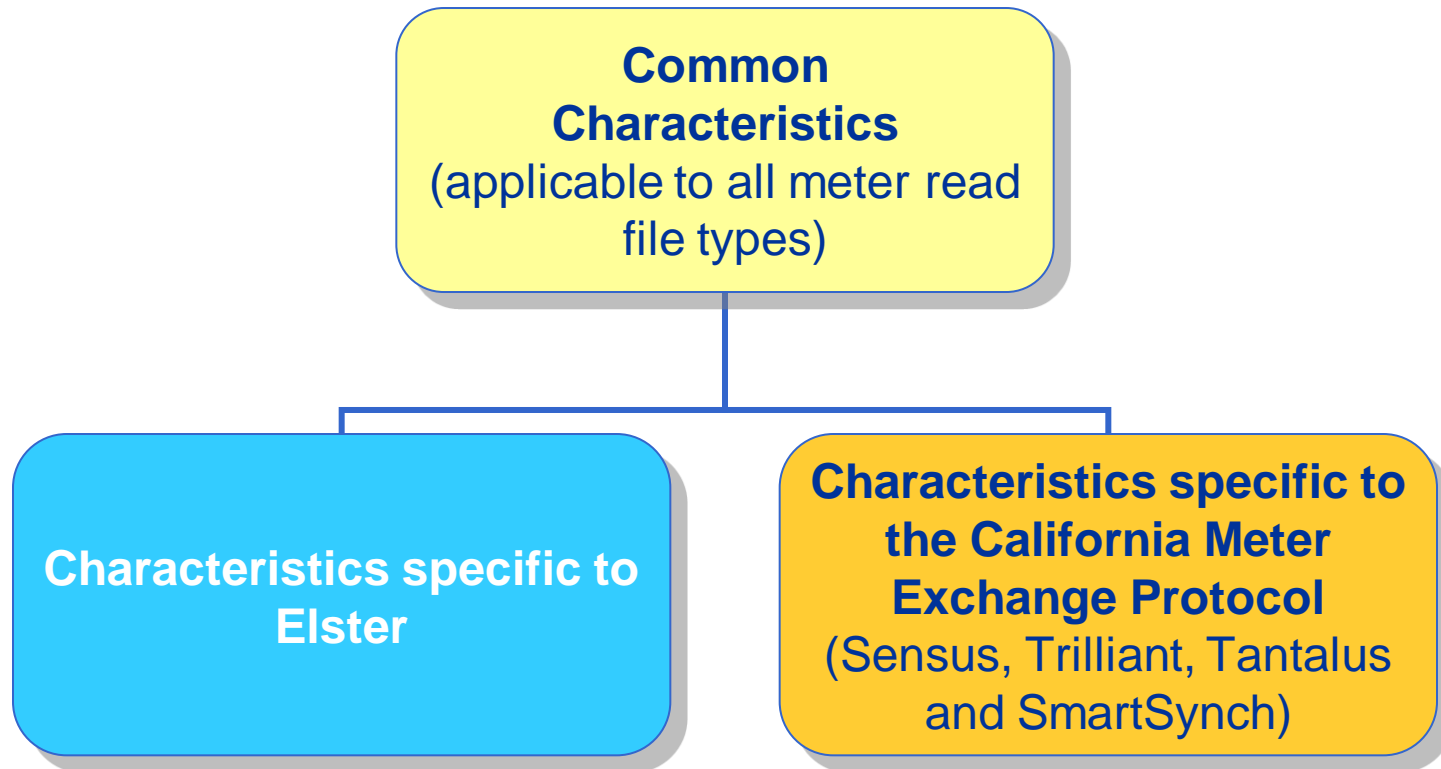 Common
Characteristics
(applicable to all meter read
file types)
Characteristics specific to
Elster
Characteristics specific to
the California Meter
Exchange Protocol
(Sensus, Trilliant, Tantalus
and SmartSynch)